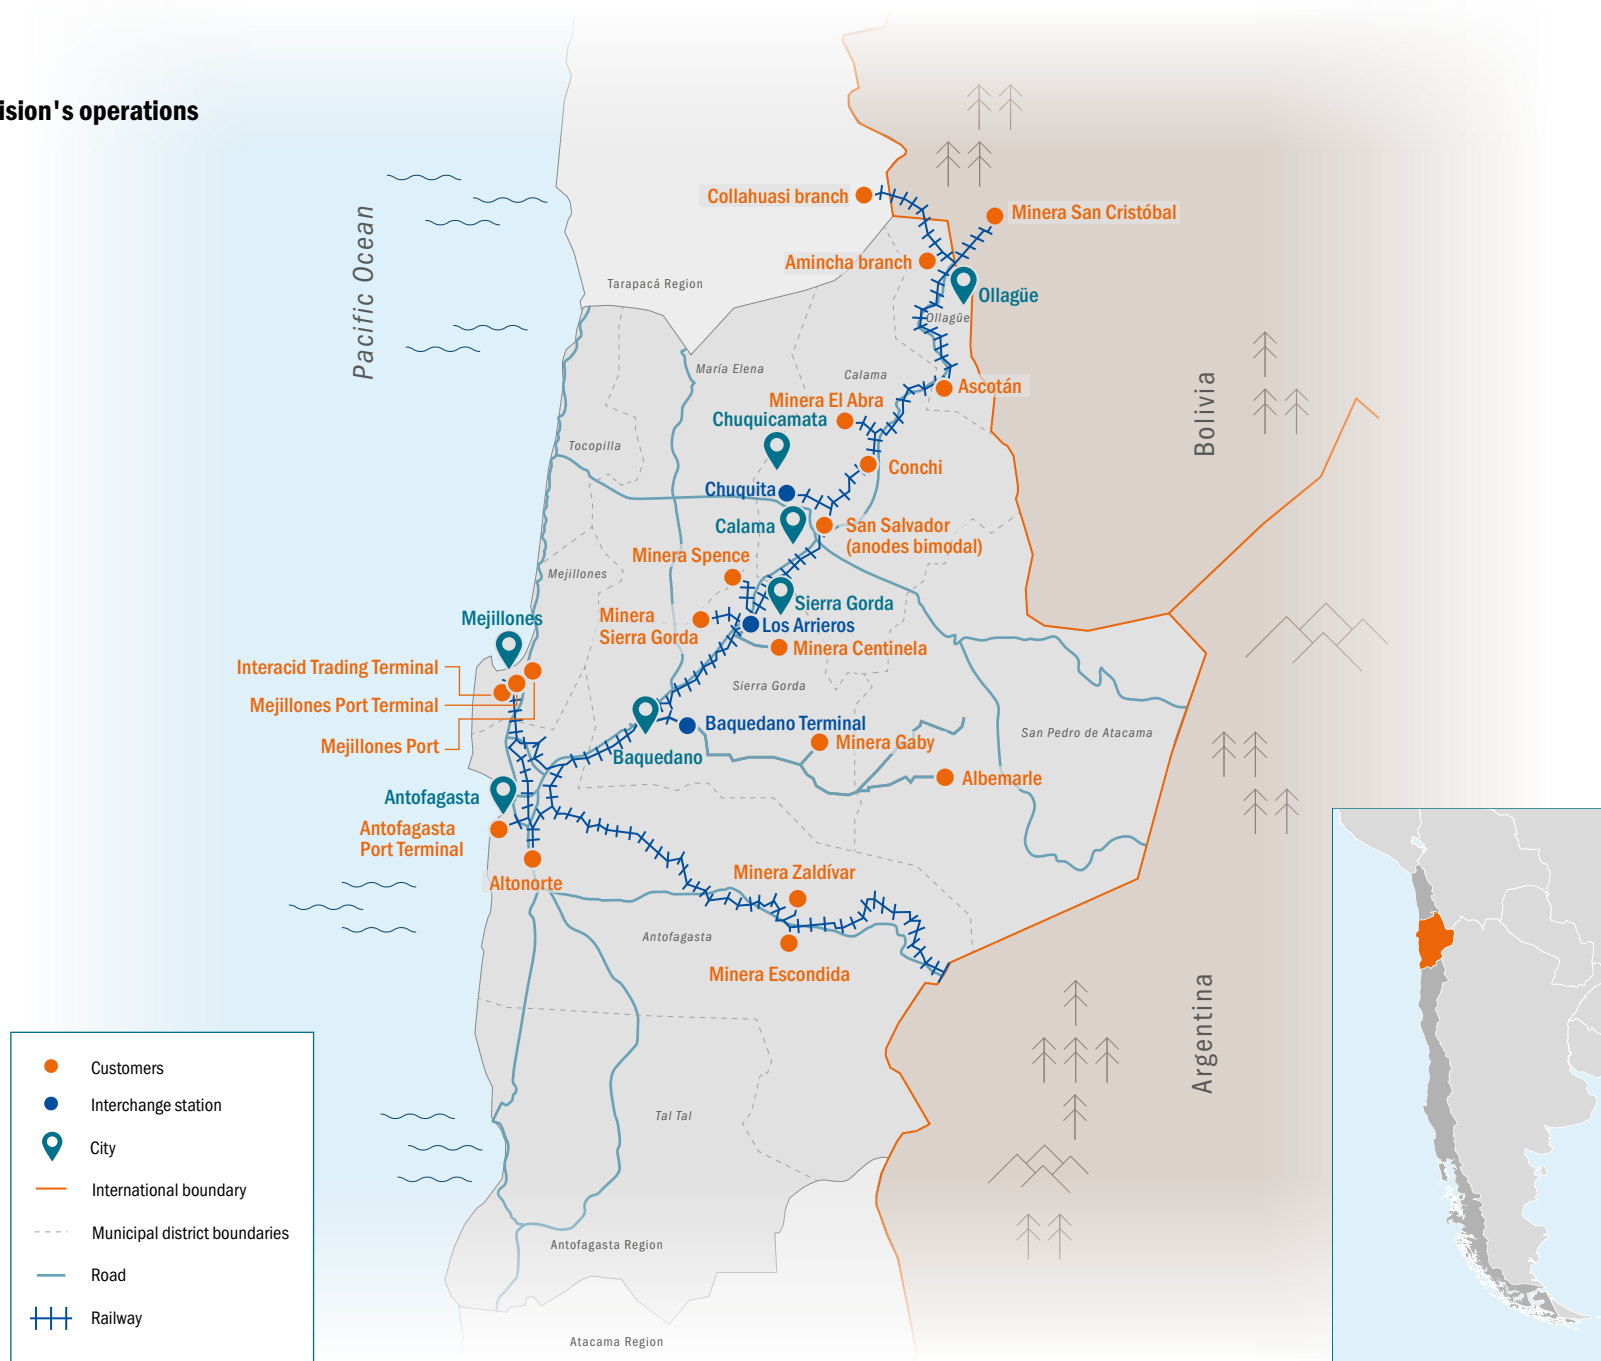 ision's operations
Collahuasi branch
Minera San Cristóbal
Pacific Ocean
Amincha branch
Tarapacá Region
Ollagüe
Ollagüe
María Elena
Calama
Ascotán
Minera El Abra
Chuquicamata
Bolivia
Tocopilla
Conchi
Chuquita
Calama
San Salvador
(anodes bimodal)
Minera Spence
Mejillones
Sierra Gorda
Minera
Sierra Gorda
Mejillones
Los Arrieros
Minera Centinela
Interacid Trading Terminal
Sierra Gorda
Mejillones Port Terminal
Baquedano Terminal
San Pedro de Atacama
Mejillones Port
Minera Gaby
Baquedano
Albemarle
Antofagasta
Antofagasta
Port Terminal
Altonorte
Minera Zaldívar
Antofagasta
Minera Escondida
Argentina
Customers
Interchange station
Tal Tal
City
International boundary
Municipal district boundaries
Antofagasta Region
Road
Railway
Atacama Region